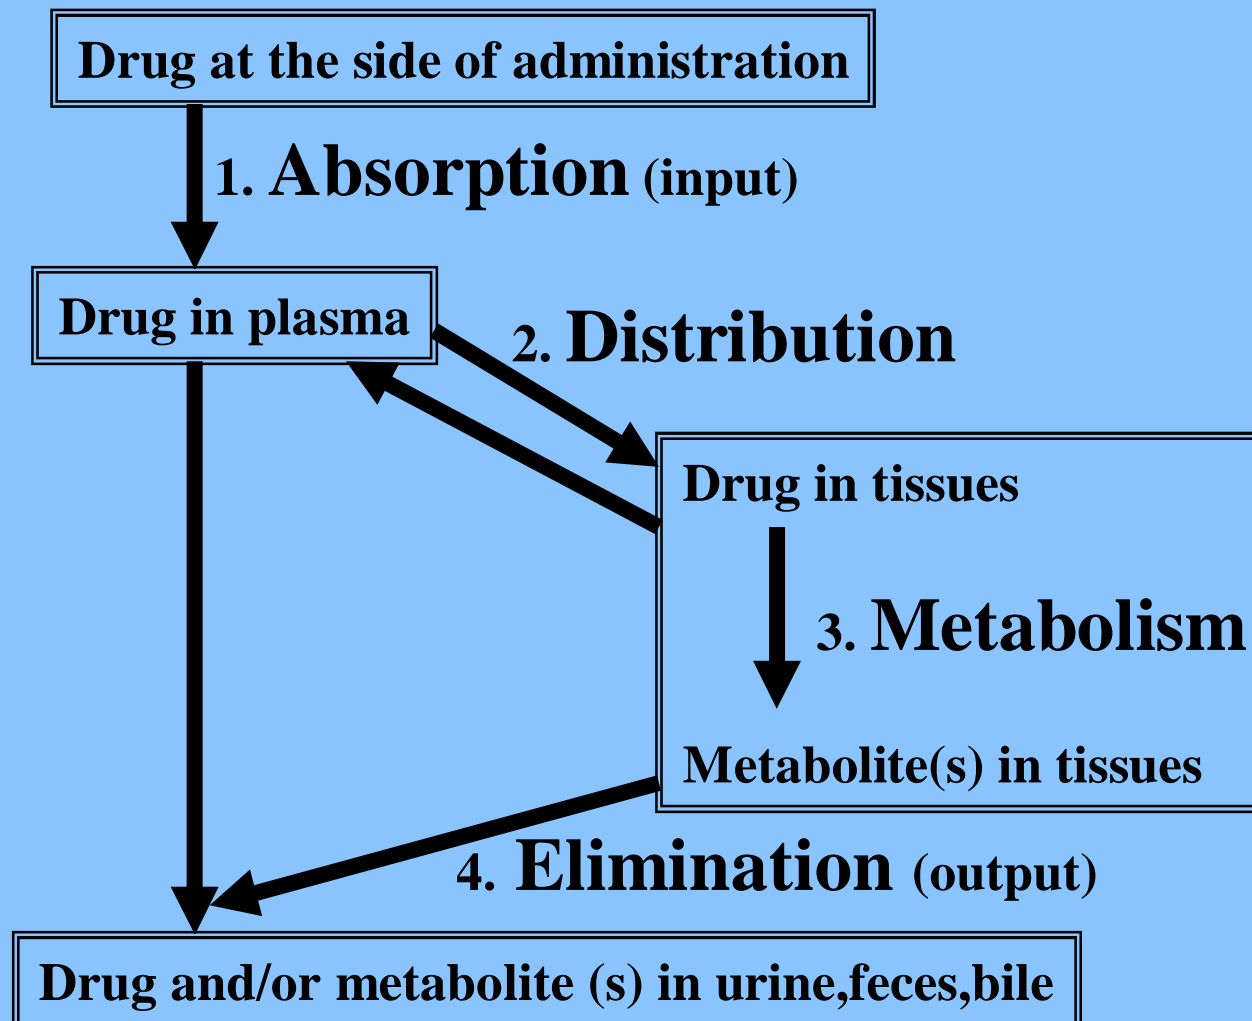 Drug at the side of administration
1. Absorption (input)
Drug in plasma
2. Distribution
Drug in tissues
3. Metabolism
Metabolite(s) in tissues
4. Elimination (output)
Drug and/or metabolite (s) in urine,feces,bile